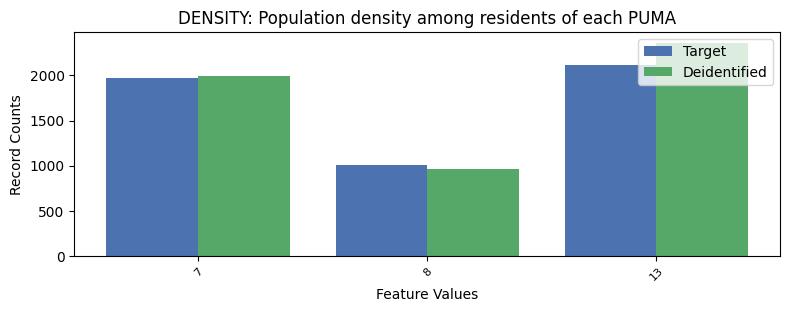 DENSITY: Population density among residents of each PUMA
Target
Deidentified
Record Counts
2000
1500
1000
500
0
7
8
13
Feature Values